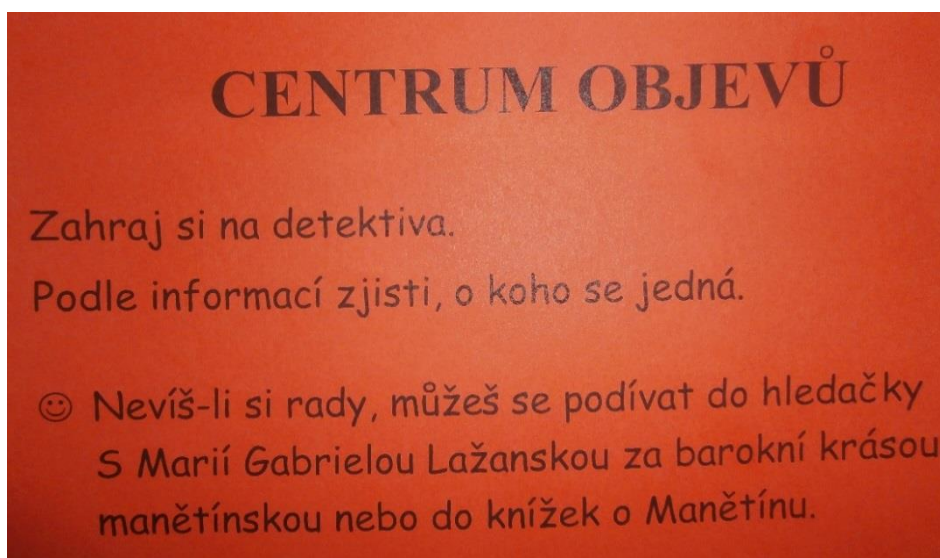 CENTRUM OBJEVŮ
Zahraj si na detektiva.
Podle informací zjisti, o koho se jedná.
☺ Nevíš-li si rady, můžeš se podívat do hledačky
S Marií Gabrielou Lažanskou za barokní krásou
manětínskou nebo do knížek o Manětínu.